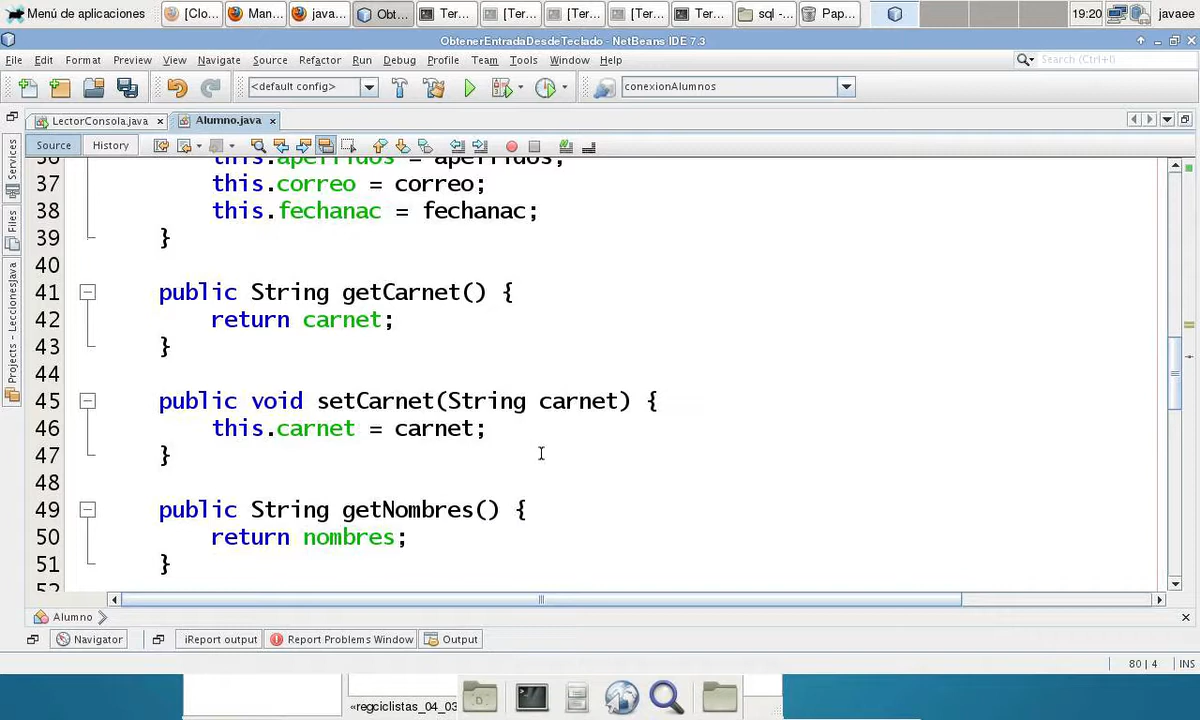 Menú de aplicaciones [Clo... Man... java... Obt... Ter... [Ter... [Ter... [Ter... Ter... sql -... Pap... 19:20 javaee
ObtenerEntradaDesdeTeclado - NetBeans IDE 7.3
File Edit Format Preview View Navigate Source Refactor Run Debug Profile Team Tools Window Help Search (Ctrl+I)
<default config> conexionAlumnos
LectorConsola.java Alumno.java
Source History
Services
Files
Projects - LeccionesJava
36 this.apellidos = apellidos;
37 this.correo = correo;
38 this.fechanac = fechanac;
39 }
40
41 public String getCarnet() {
42 return carnet;
43 }
44
45 public void setCarnet(String carnet) {
46 this.carnet = carnet;
47 }
48
49 public String getNombres() {
50 return nombres;
51 }
52
Alumno
Navigator iReport output Report Problems Window Output
80 | 4 INS
«regciclistas_04_03